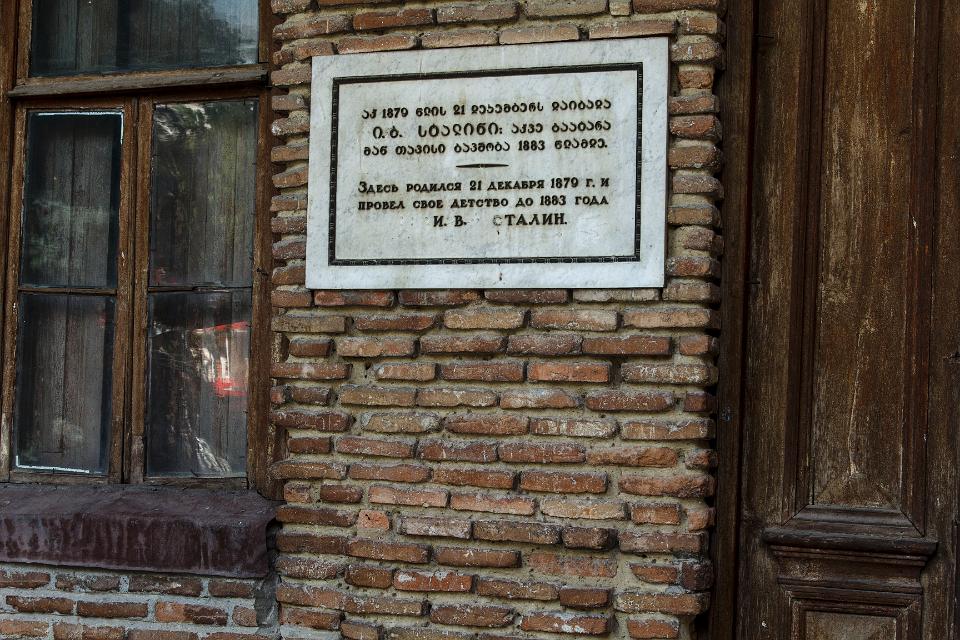 აქ 1879 წლის 21 დეკემბერს დაიბადა
ი. ბ. სტალინი; აქვე გაატარა
მან თავისი ბავშობა 1883 წლამდე.
Здесь родился 21 декабря 1879 г. и
провел свое детство до 1883 года
И. В. Сталин.